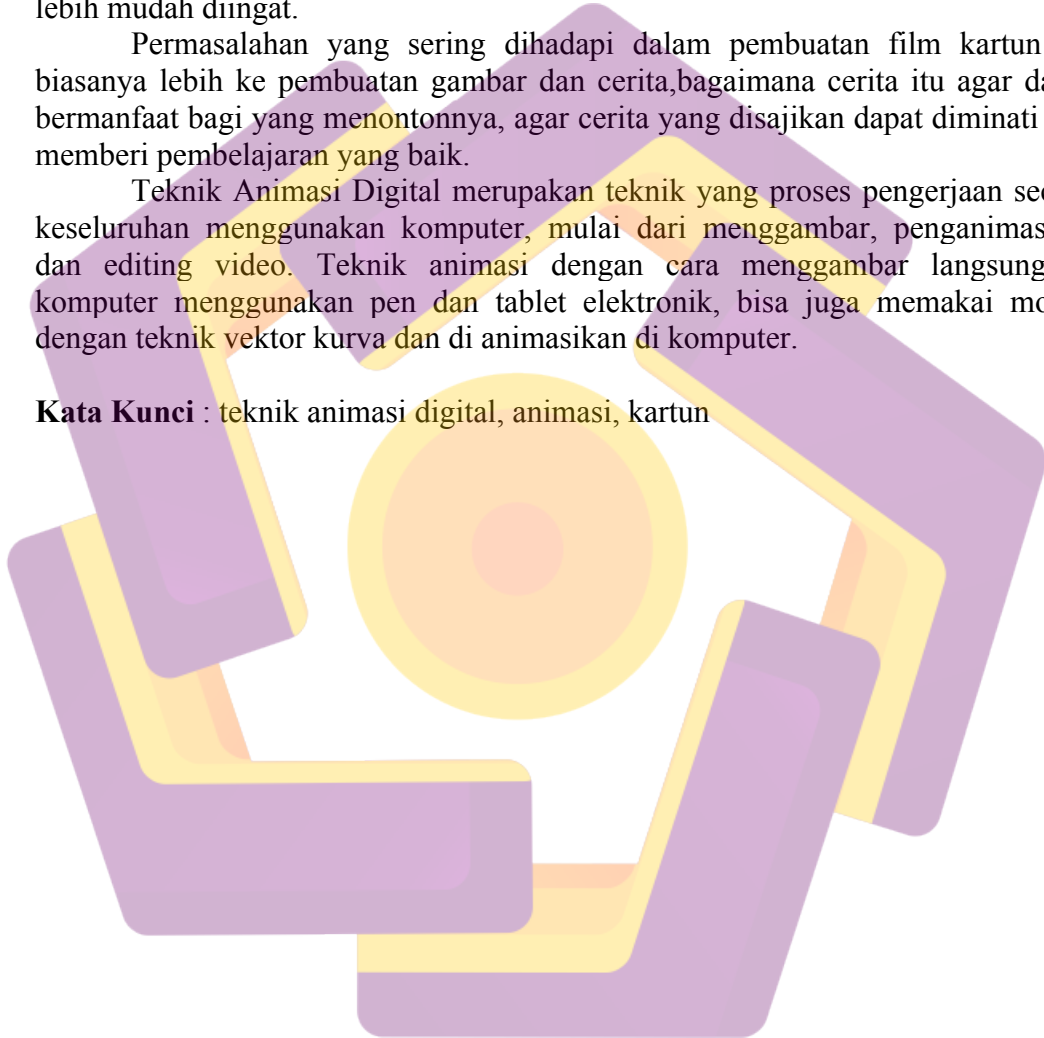 lebih mudah diingat.
Permasalahan yang sering dihadapi dalam pembuatan film kartun
biasanya lebih ke pembuatan gambar dan cerita,bagaimana cerita itu agar da
bermanfaat bagi yang menontonnya, agar cerita yang disajikan dapat diminati
memberi pembelajaran yang baik.
Teknik Animasi Digital merupakan teknik yang proses pengerjaan sec
keseluruhan menggunakan komputer, mulai dari menggambar, penganimas
dan editing video. Teknik animasi dengan cara menggambar langsung
komputer menggunakan pen dan tablet elektronik, bisa juga memakai mo
dengan teknik vektor kurva dan di animasikan di komputer.
Kata Kunci : teknik animasi digital, animasi, kartun